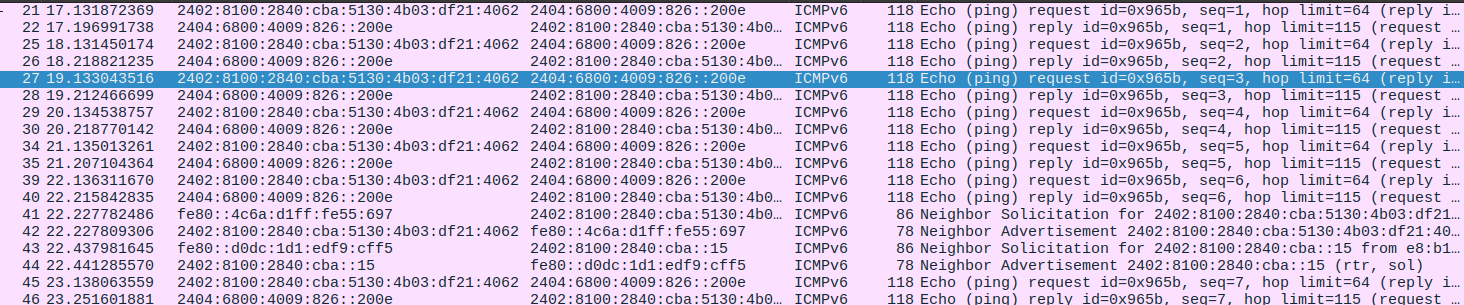 21 17.131872369 2402:8100:2840:cba:5130:4b03:df21:4062 2404:6800:4009:826::200e ICMPv6 118 Echo (ping) request id=0x965b, seq=1, hop limit=64 (reply i…
22 17.196991738 2404:6800:4009:826::200e 2402:8100:2840:cba:5130:4b0… ICMPv6 118 Echo (ping) reply id=0x965b, seq=1, hop limit=115 (request …
25 18.131450174 2402:8100:2840:cba:5130:4b03:df21:4062 2404:6800:4009:826::200e ICMPv6 118 Echo (ping) request id=0x965b, seq=2, hop limit=64 (reply i…
26 18.218821235 2404:6800:4009:826::200e 2402:8100:2840:cba:5130:4b0… ICMPv6 118 Echo (ping) reply id=0x965b, seq=2, hop limit=115 (request …
27 19.133043516 2402:8100:2840:cba:5130:4b03:df21:4062 2404:6800:4009:826::200e ICMPv6 118 Echo (ping) request id=0x965b, seq=3, hop limit=64 (reply i…
28 19.212466699 2404:6800:4009:826::200e 2402:8100:2840:cba:5130:4b0… ICMPv6 118 Echo (ping) reply id=0x965b, seq=3, hop limit=115 (request …
29 20.134538757 2402:8100:2840:cba:5130:4b03:df21:4062 2404:6800:4009:826::200e ICMPv6 118 Echo (ping) request id=0x965b, seq=4, hop limit=64 (reply i…
30 20.218770142 2404:6800:4009:826::200e 2402:8100:2840:cba:5130:4b0… ICMPv6 118 Echo (ping) reply id=0x965b, seq=4, hop limit=115 (request …
34 21.135013261 2402:8100:2840:cba:5130:4b03:df21:4062 2404:6800:4009:826::200e ICMPv6 118 Echo (ping) request id=0x965b, seq=5, hop limit=64 (reply i…
35 21.207104364 2404:6800:4009:826::200e 2402:8100:2840:cba:5130:4b0… ICMPv6 118 Echo (ping) reply id=0x965b, seq=5, hop limit=115 (request …
39 22.136311670 2402:8100:2840:cba:5130:4b03:df21:4062 2404:6800:4009:826::200e ICMPv6 118 Echo (ping) request id=0x965b, seq=6, hop limit=64 (reply i…
40 22.215842835 2404:6800:4009:826::200e 2402:8100:2840:cba:5130:4b0… ICMPv6 118 Echo (ping) reply id=0x965b, seq=6, hop limit=115 (request …
41 22.227782486 fe80::4c6a:d1ff:fe55:697 2402:8100:2840:cba:5130:4b0… ICMPv6 86 Neighbor Solicitation for 2402:8100:2840:cba:5130:4b03:df21…
42 22.227809306 2402:8100:2840:cba:5130:4b03:df21:4062 fe80::4c6a:d1ff:fe55:697 ICMPv6 78 Neighbor Advertisement 2402:8100:2840:cba:5130:4b03:df21:40…
43 22.437981645 fe80::d0dc:1d1:edf9:cff5 2402:8100:2840:cba::15 ICMPv6 86 Neighbor Solicitation for 2402:8100:2840:cba::15 from e8:b1…
44 22.441285570 2402:8100:2840:cba::15 fe80::d0dc:1d1:edf9:cff5 ICMPv6 78 Neighbor Advertisement 2402:8100:2840:cba::15 (rtr, sol)
45 23.138063559 2402:8100:2840:cba:5130:4b03:df21:4062 2404:6800:4009:826::200e ICMPv6 118 Echo (ping) request id=0x965b, seq=7, hop limit=64 (reply i…
46 23.251601881 2404:6800:4009:826::200e 2402:8100:2840:cba:5130:4b0… ICMPv6 118 Echo (ping) reply id=0x965b, seq=7, hop limit=115 (request …